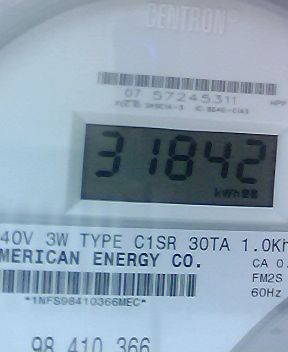 CENTRON®
07 57245311
31842
kWh
40V 3W TYPE C1SR 30TA 1.0Kh
MERICAN ENERGY CO.
CA 0.
FM2S
60Hz
*1NFS98410366MEC*
98 410 366